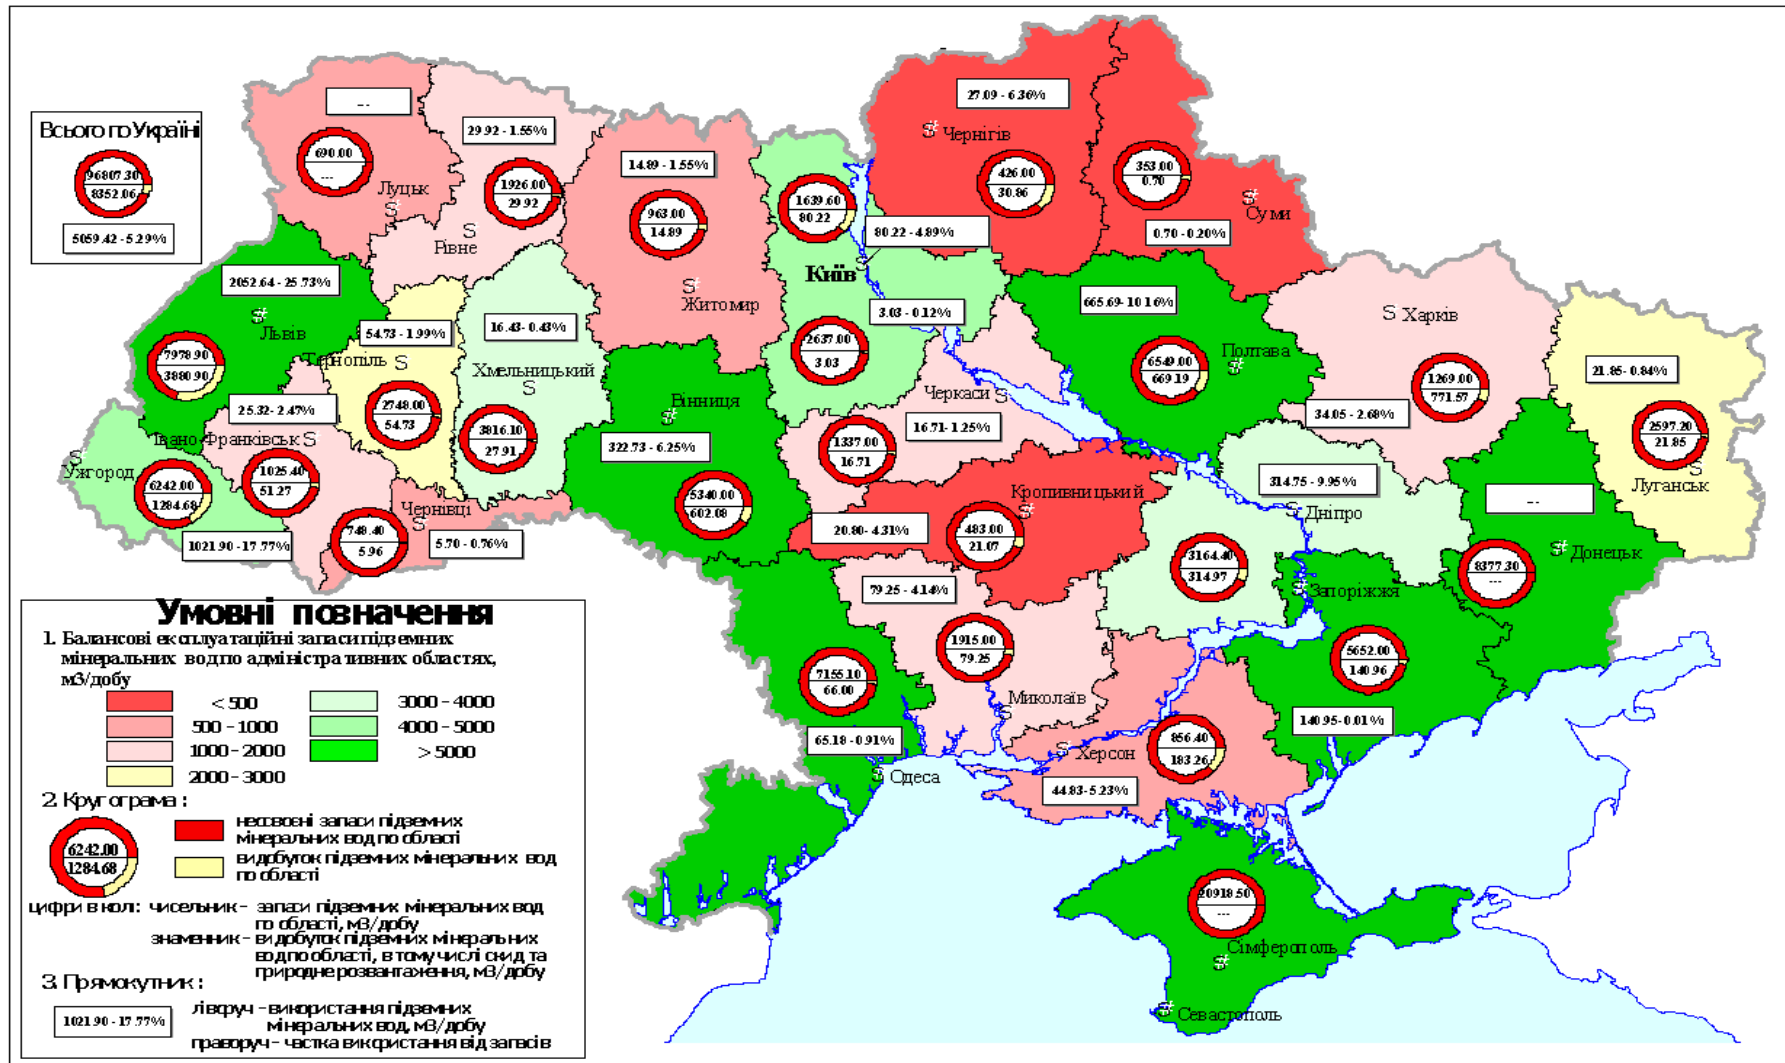 Всього по Україні
96807.30
8352.06
5059.42 - 5.29%
---
690.00
---
Луцьк
29.92 - 1.55%
1926.00
29.92
Рівне
14.89 - 1.55%
963.00
14.89
Житомир
1639.60
80.22
80.22 - 4.89%
Київ
3.03 - 0.12%
2637.00
3.03
27.09 - 6.36%
Чернігів
426.00
30.86
353.00
0.70
Суми
0.70 - 0.20%
2052.64 - 25.73%
Львів
7978.90
3880.90
54.73 - 1.99%
Тернопіль
2748.00
54.73
16.43 - 0.43%
Хмельницький
3816.10
27.91
Вінниця
322.73 - 6.25%
5340.00
602.08
Черкаси
16.71 - 1.25%
1337.00
16.71
665.69 - 10.16%
Полтава
6549.00
669.19
Харків
1269.00
771.57
34.05 - 2.68%
21.85 - 0.84%
2597.20
21.85
Луганськ
25.32 - 2.47%
Івано-Франківськ
1025.40
51.27
Ужгород
6242.00
1284.68
1021.90 - 17.77%
Чернівці
748.40
5.96
5.70 - 0.76%
Кропивницький
20.80 - 4.31%
483.00
21.07
314.75 - 9.95%
Дніпро
3164.40
314.97
---
Донецьк
8377.30
---
Запоріжжя
5652.00
140.96
140.95 - 0.01%
79.25 - 4.14%
1915.00
79.25
Миколаїв
7155.10
66.00
65.18 - 0.91%
Одеса
Херсон
856.40
183.26
44.83 - 5.23%
20918.50
---
Сімферополь
Севастополь
Умовні позначення
1. Балансові експлуатаційні запаси підземних
мінеральних вод по адміністративних областях,
м3/добу
< 500
500 - 1000
1000 - 2000
2000 - 3000
3000 - 4000
4000 - 5000
> 5000
2. Кругограма :
6242.00
1284.68
неосвоєні запаси підземних
мінеральних вод по області
видобуток підземних мінеральних вод
по області
цифри в колі: чисельник - запаси підземних мінеральних вод
по області, м3/добу
знаменник - видобуток підземних мінеральних
вод по області, в тому числі скид та
природне розвантаження, м3/добу
3. Прямокутник :
1021.90 - 17.77%
ліворуч - використання підземних
мінеральних вод, м3/добу
праворуч - частка використання від запасів